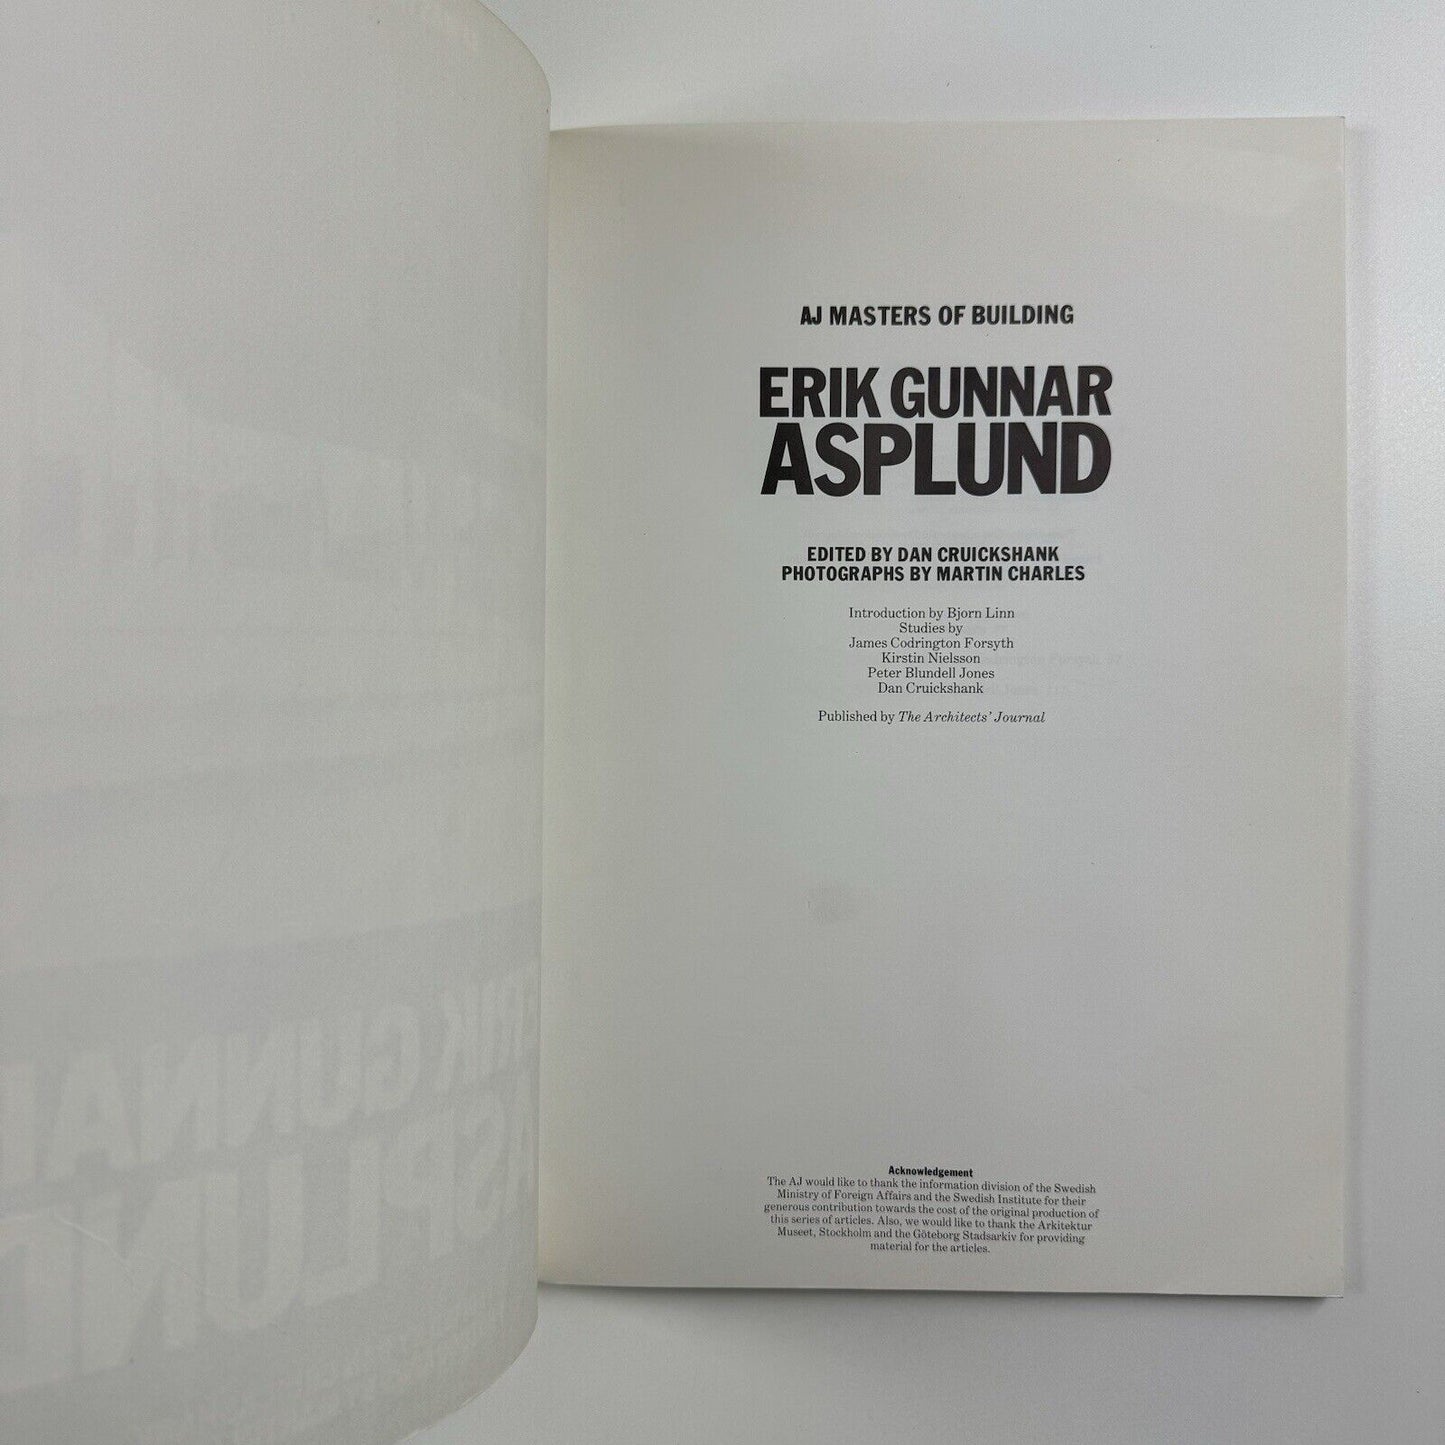 AJ MASTERS OF BUILDING
ERIK GUNNAR
ASPLUND
EDITED BY DAN CRUICKSHANK
PHOTOGRAPHS BY MARTIN CHARLES
Introduction by Bjorn Linn
Studies by
James Codrington Forsyth
Kirstin Nielsson
Peter Blundell Jones
Dan Cruickshank
Published by The Architects' Journal
Acknowledgement
The AJ would like to thank the information division of the Swedish
Ministry of Foreign Affairs and the Swedish Institute for their
generous contribution towards the cost of the original production of
this series of articles. Also, we would like to thank the Arkitektur
Museet, Stockholm and the Göteborg Stadsarkiv for providing
material for the articles.